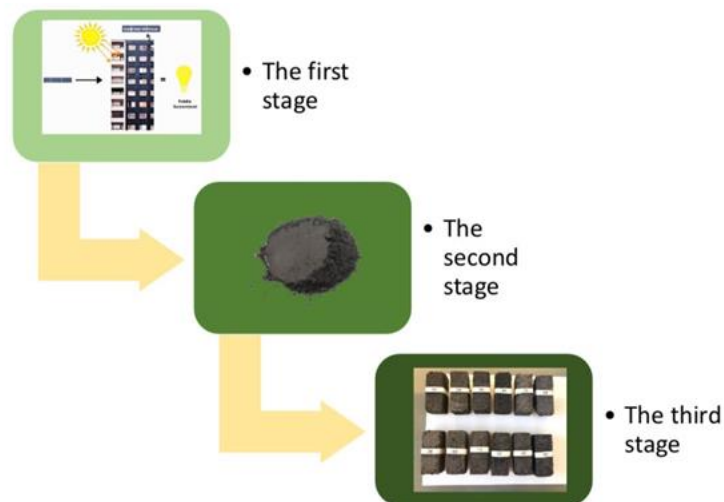 • The first
stage
• The
second
stage
• The third
stage